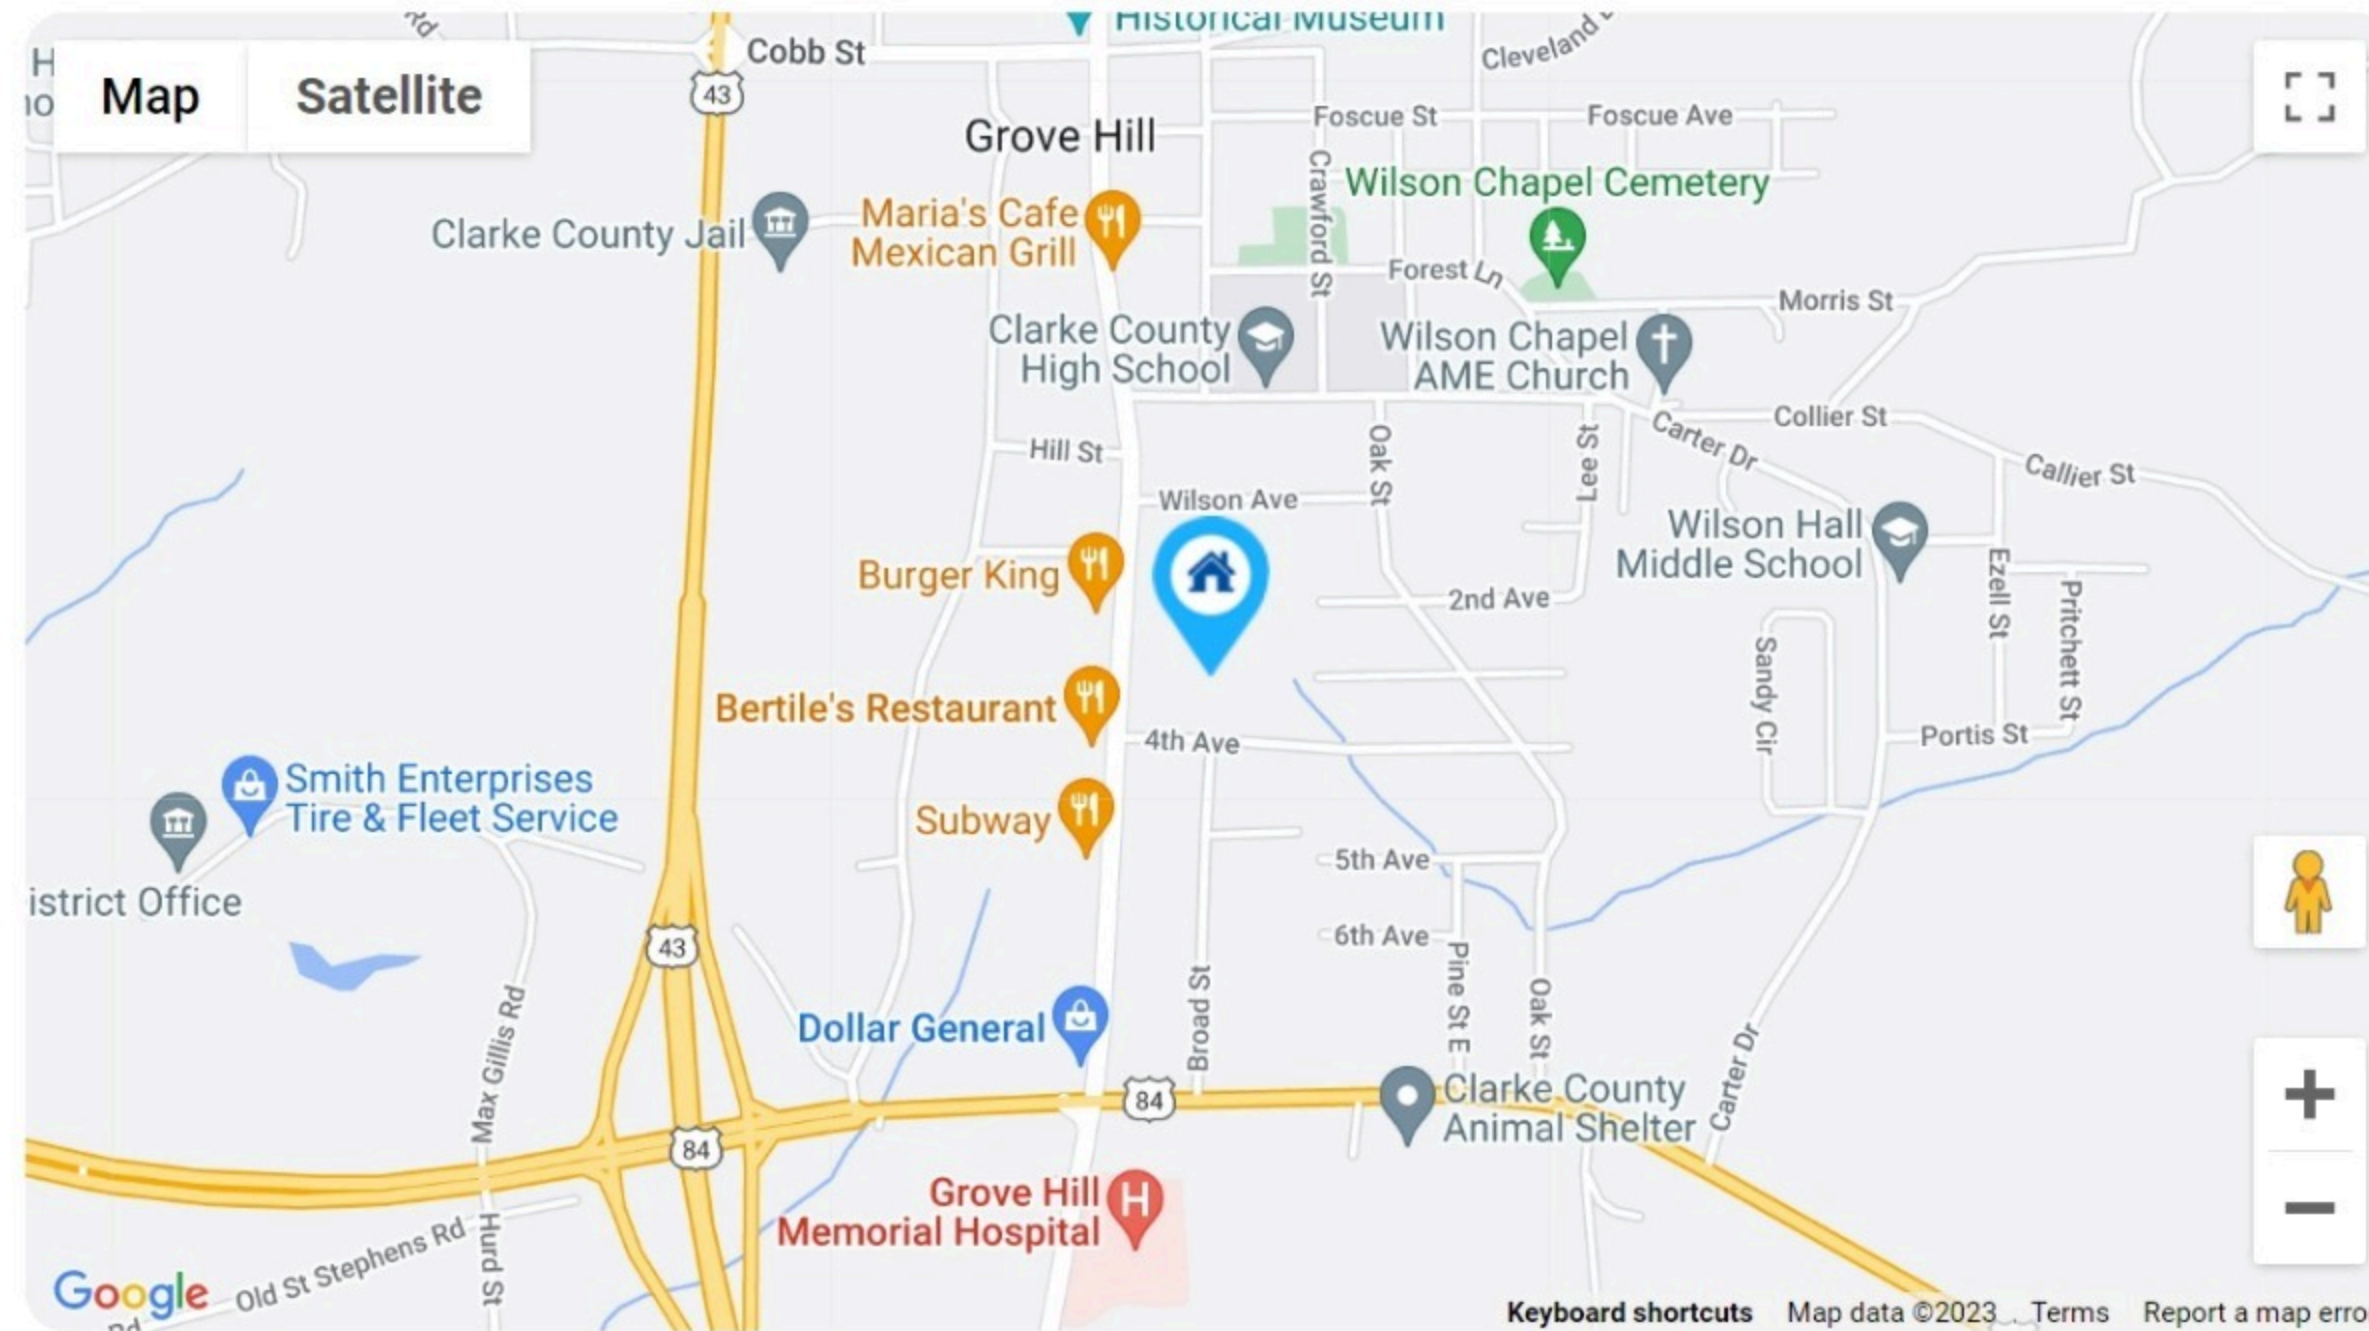 Historical Museum
Rd
Cobb St
Cleveland
43
Map
Satellite
Grove Hill
Foscue St
Foscue Ave
Crawford St
Wilson Chapel Cemetery
Clarke County Jail
Maria's Cafe
Mexican Grill
Forest Ln
Morris St
Clarke County
High School
Wilson Chapel
AME Church
Collier St
Carter Dr
Callier St
Hill St
Oak St
Lee St
Wilson Ave
Wilson Hall
Middle School
Burger King
2nd Ave
Ezell St
Pritchett St
Sandy Cir
Bertile's Restaurant
4th Ave
Portis St
Smith Enterprises
Tire & Fleet Service
Subway
5th Ave
istrict Office
43
6th Ave
Pine St E
Broad St
Oak St
Max Gillis Rd
Dollar General
Carter Dr
84
84
Clarke County
Animal Shelter
Grove Hill
Memorial Hospital
H
Hurd St
Old St Stephens Rd
Google
Rd
Keyboard shortcuts
Map data ©2023
Terms
Report a map erro